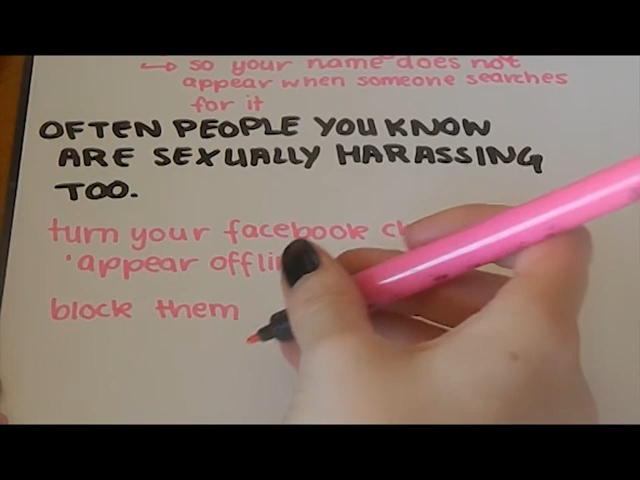 ↪ so your name does not
appear when someone searches
for it
OFTEN PEOPLE YOU KNOW
ARE SEXUALLY HARASSING
TOO.
turn your facebook
'appear
block them